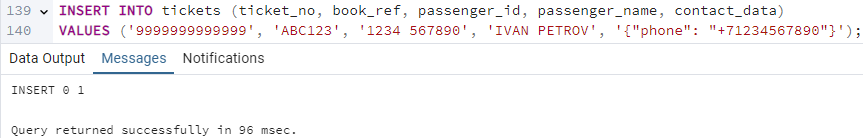 139 INSERT INTO tickets (ticket_no, book_ref, passenger_id, passenger_name, contact_data)
140 VALUES ('9999999999999', 'ABC123', '1234 567890', 'IVAN PETROV', '{"phone": "+71234567890"}');
Data Output Messages Notifications
INSERT 0 1
Query returned successfully in 96 msec.